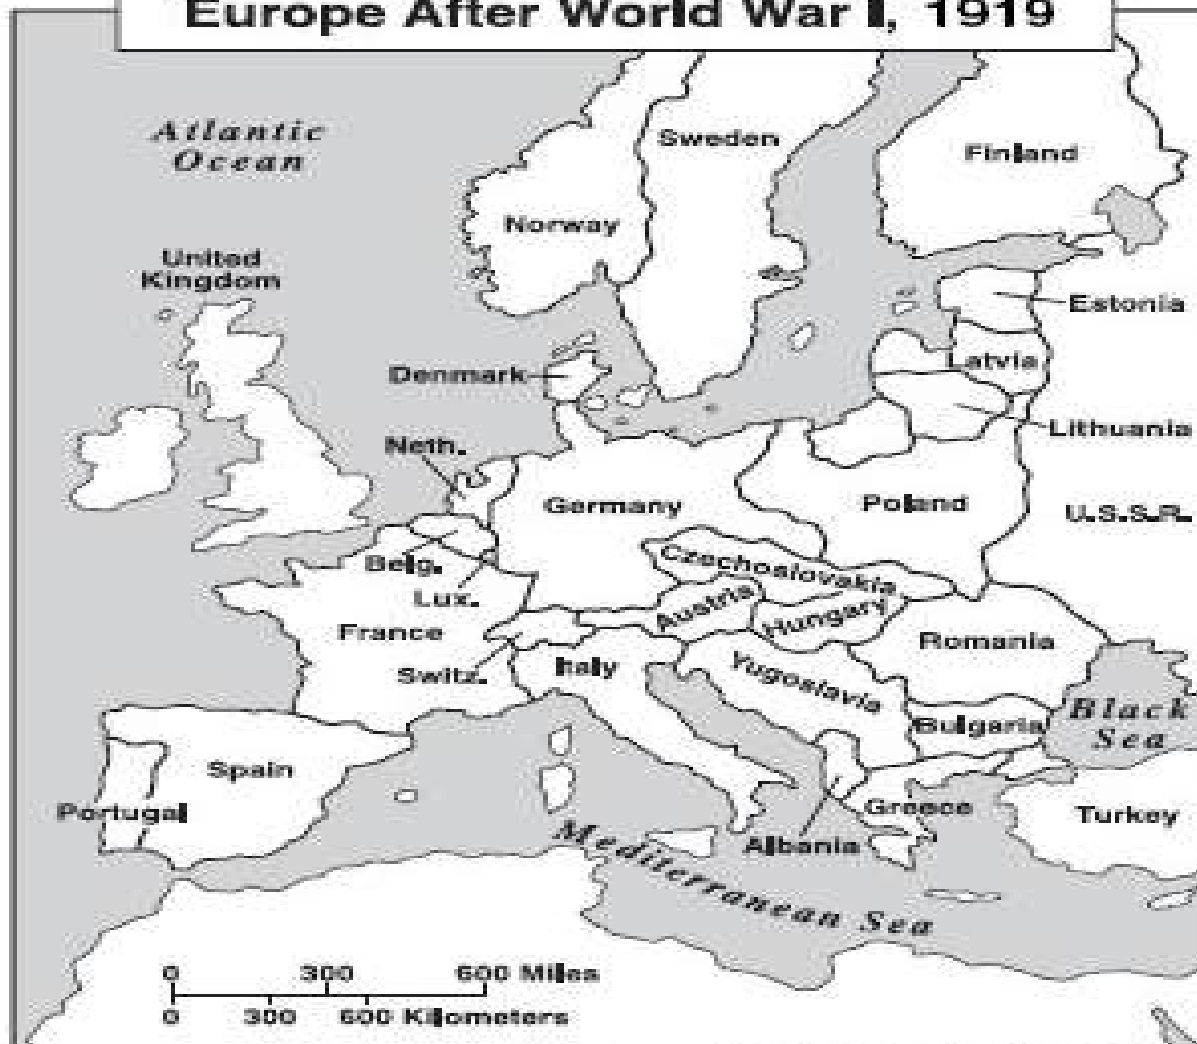 Europe After World War I, 1919
Atlantic
Ocean
Sweden
Finland
Norway
United
Kingdom
Estonia
Latvia
Denmark
Lithuania
Neth.
Germany
Poland
U.S.S.R.
Belg.
Czechoslovakia
Lux.
Austria
Hungary
France
Romania
Switz.
Italy
Yugoslavia
Black
Sea
Bulgaria
Spain
Portugal
Greece
Turkey
Albania
Mediterranean Sea
0 300 600 Miles
0 300 600 Kilometers